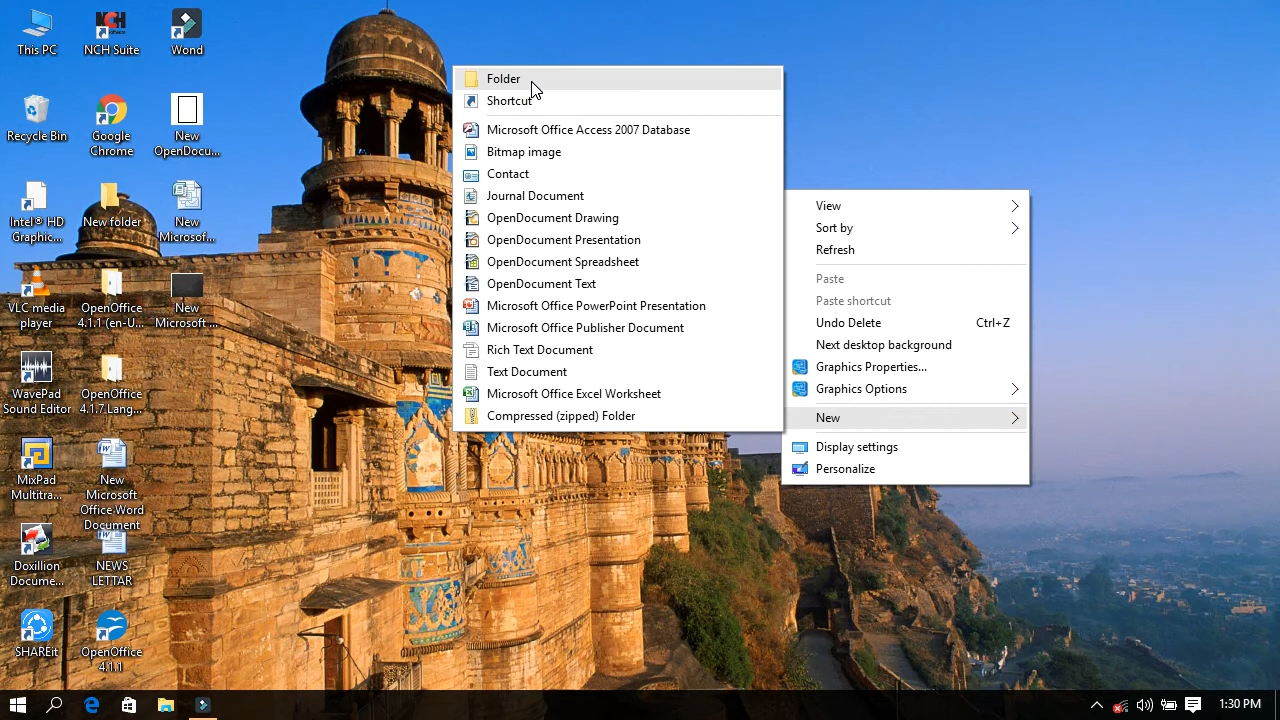 This PC
NCH Suite
Wond
Recycle Bin
Google
Chrome
New
OpenDocu...
Intel® HD
Graphic...
New folder
New
Microsof...
VLC media
player
OpenOffice
4.1.1 (en-U...
New
Microsoft ...
WavePad
Sound Editor
OpenOffice
4.1.7.Lang...
MixPad
Multitra...
New
Microsoft
Office Word
Document
Doxillion
Docume...
NEWS
LETTAR
SHAREit
OpenOffice
4.1.1
Folder
Shortcut
Microsoft Office Access 2007 Database
Bitmap image
Contact
Journal Document
OpenDocument Drawing
OpenDocument Presentation
OpenDocument Spreadsheet
OpenDocument Text
Microsoft Office PowerPoint Presentation
Microsoft Office Publisher Document
Rich Text Document
Text Document
Microsoft Office Excel Worksheet
Compressed (zipped) Folder
View
Sort by
Refresh
Paste
Paste shortcut
Undo Delete Ctrl+Z
Next desktop background
Graphics Properties...
Graphics Options
New
Display settings
Personalize
1:30 PM